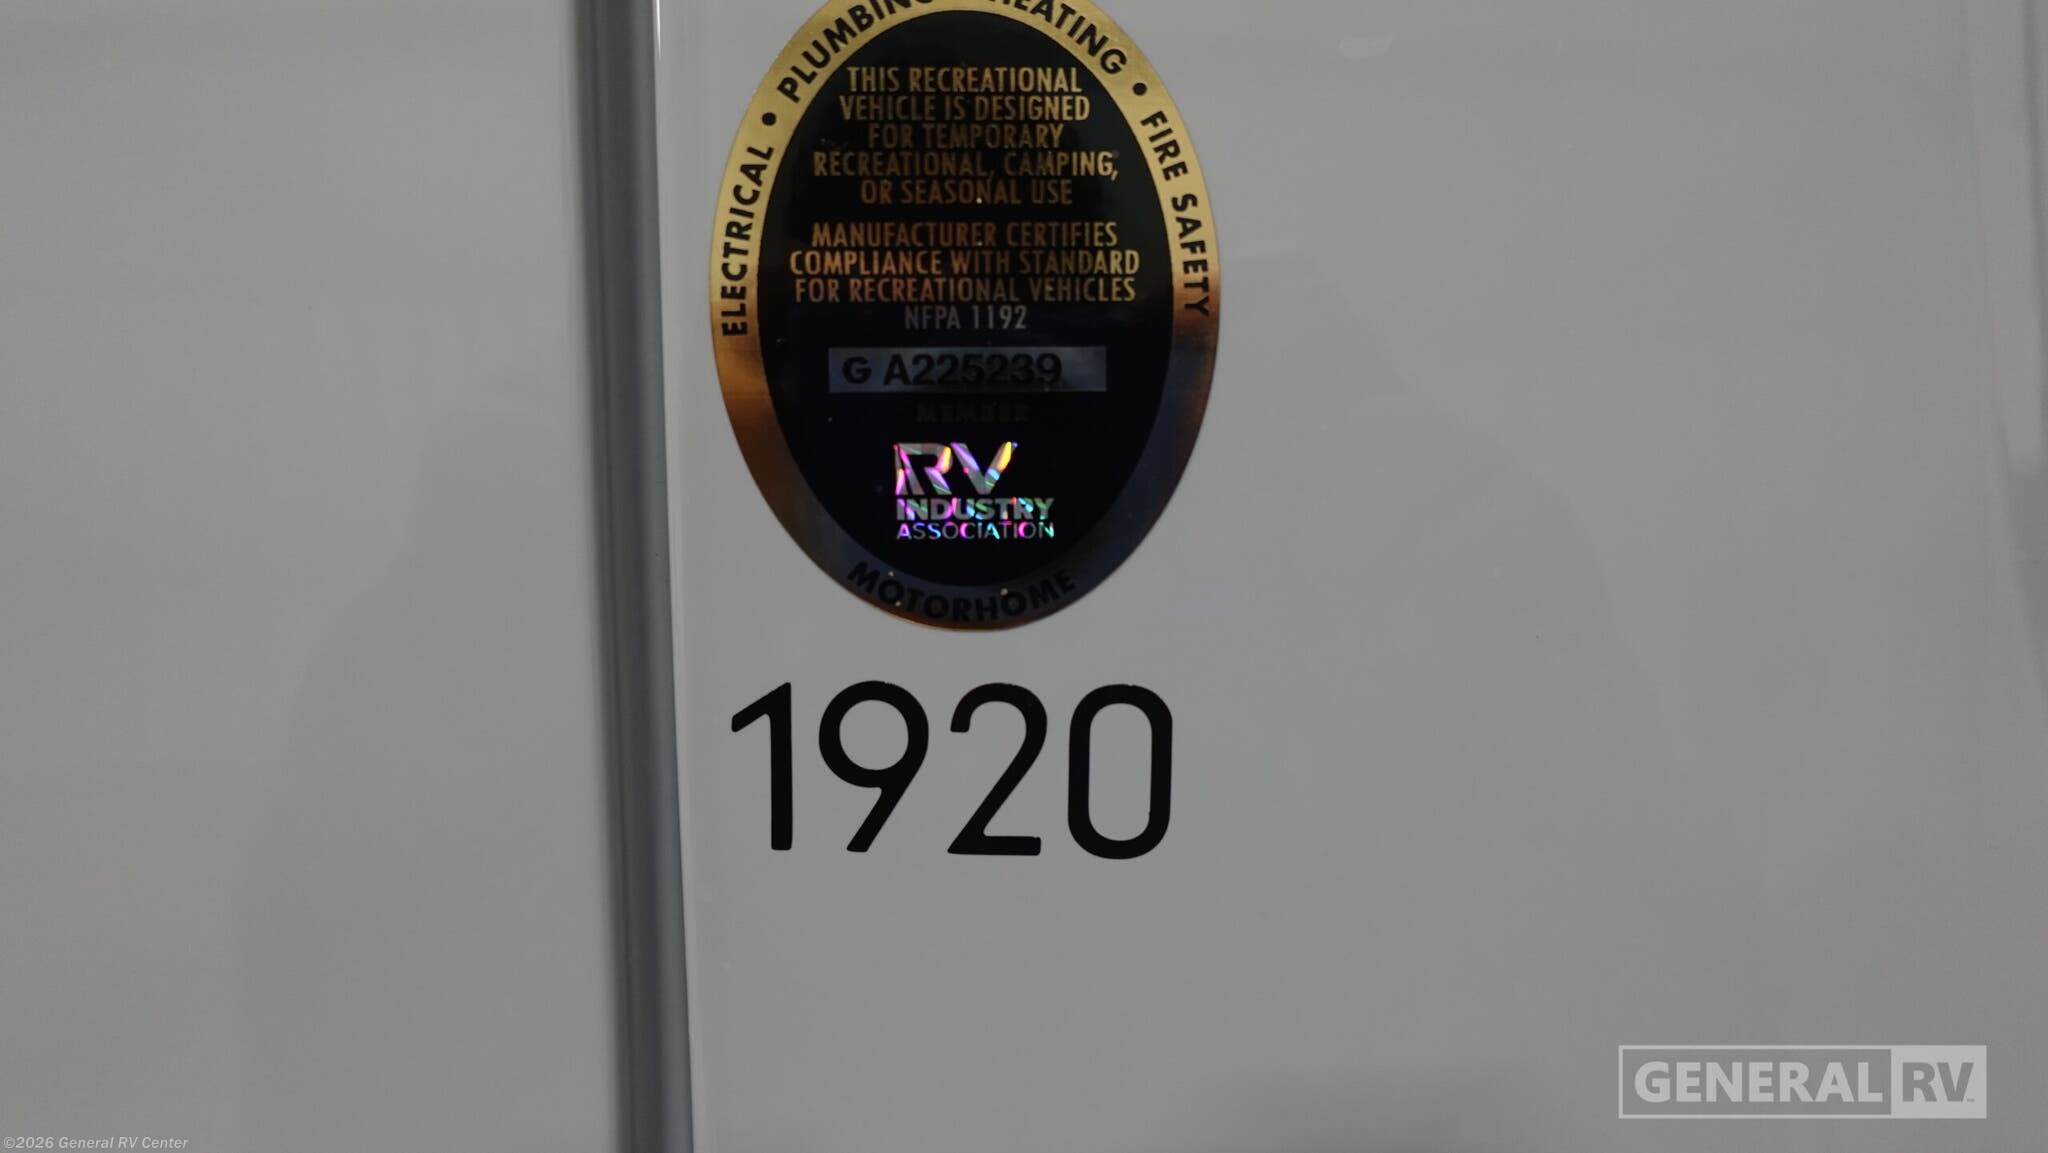 ELECTRICAL • PLUMBING HEATING • FIRE SAFETY
THIS RECREATIONAL
VEHICLE IS DESIGNED
FOR TEMPORARY
RECREATIONAL, CAMPING,
OR SEASONAL USE
MANUFACTURER CERTIFIES
COMPLIANCE WITH STANDARD
FOR RECREATIONAL VEHICLES
NFPA 1192
G A225239
MEMBER
RV
INDUSTRY
ASSOCIATION
MOTORHOME
1920
GENERAL RV
©2026 General RV Center